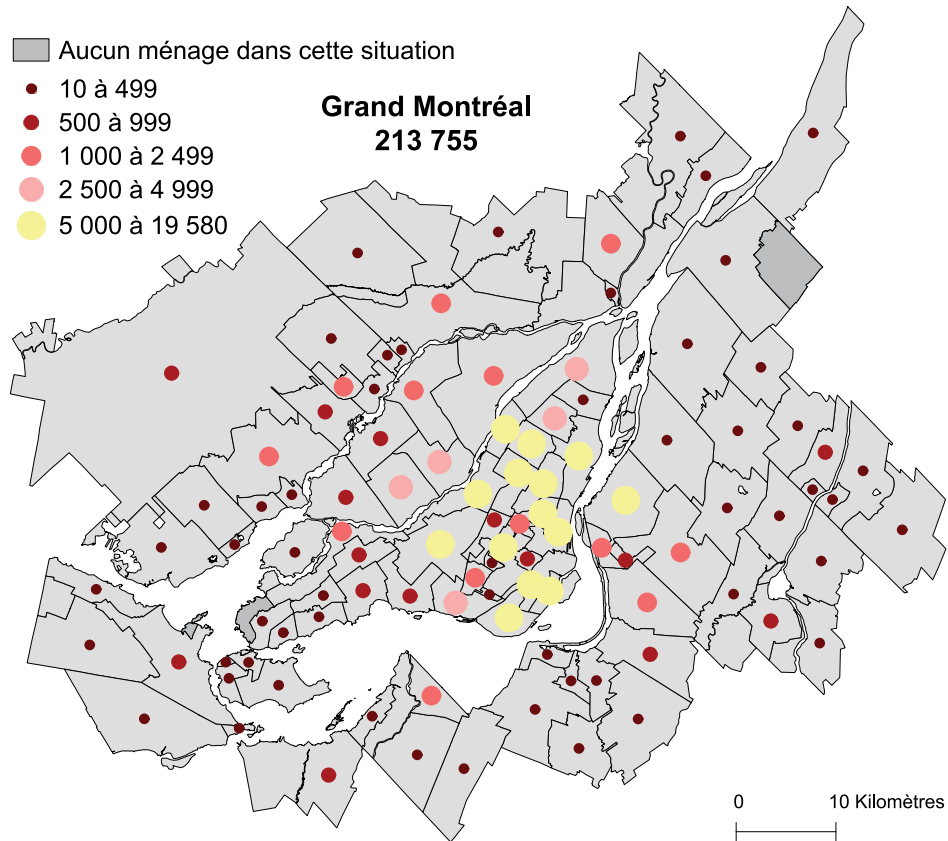 Aucun ménage dans cette situation
10 à 499
500 à 999
1 000 à 2 499
2 500 à 4 999
5 000 à 19 580
Grand Montréal
213 755
0 10 Kilomètres